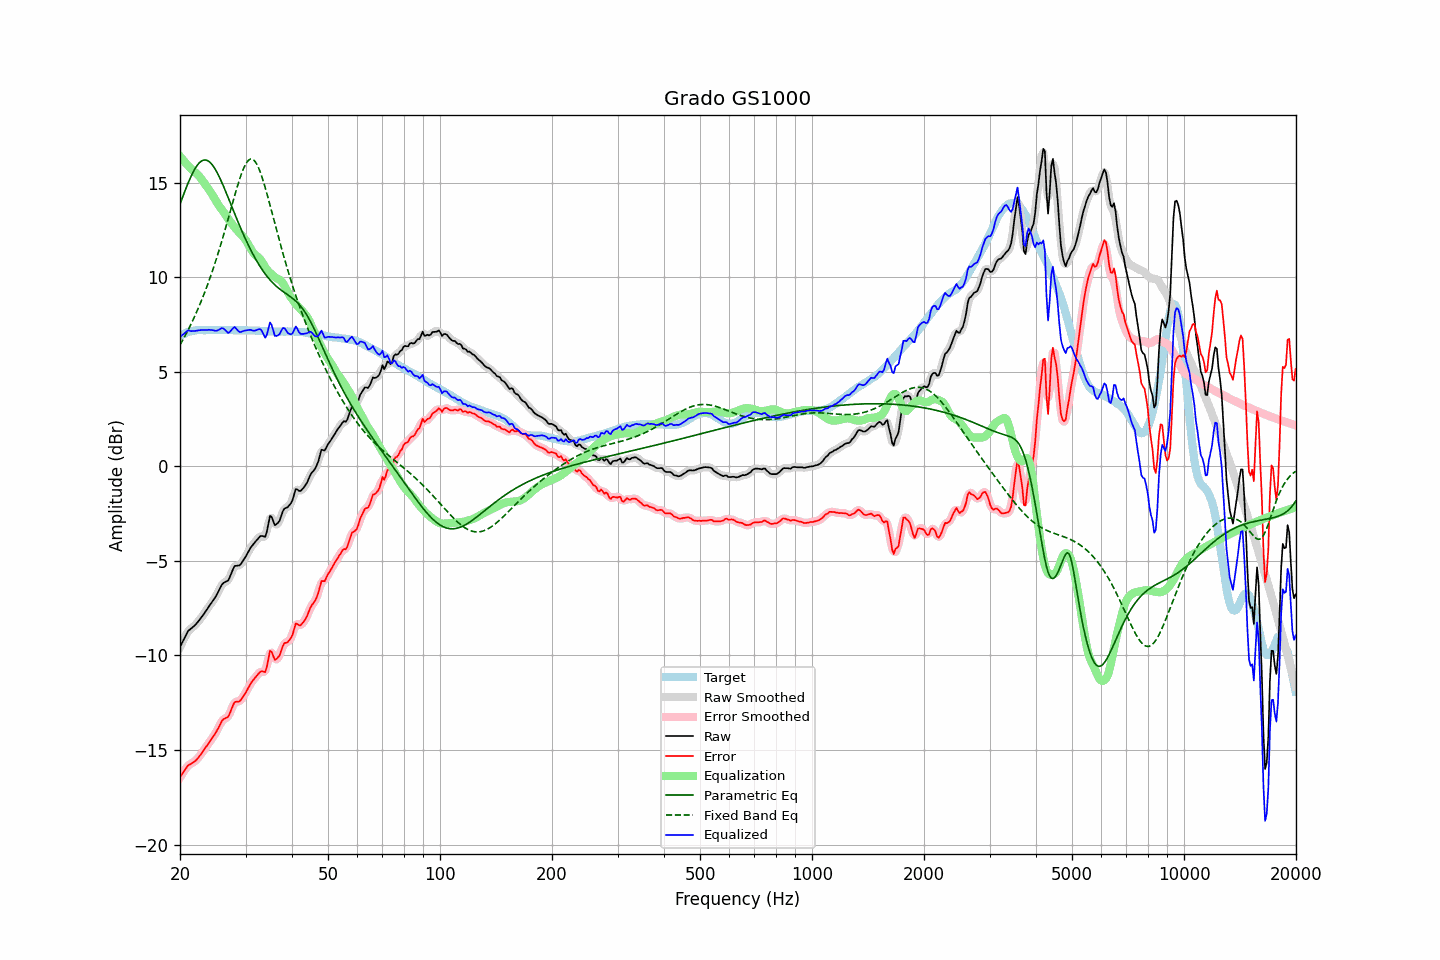 Grado GS1000
Amplitude (dBr)
15
10
5
0
−5
−10
−15
−20
Target
Raw Smoothed
Error Smoothed
Raw
Error
Equalization
Parametric Eq
Fixed Band Eq
Equalized
20 50 100 200 500 1000 2000 5000 10000 20000
Frequency (Hz)